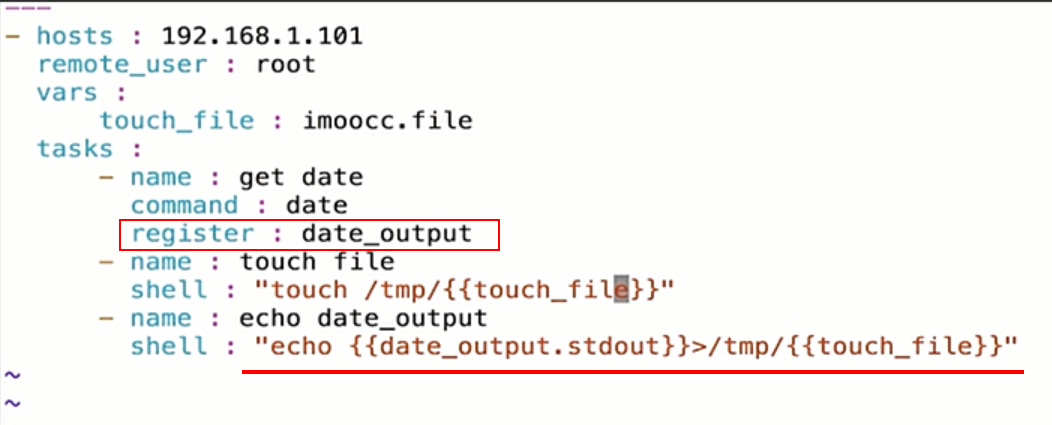 ---
- hosts : 192.168.1.101
  remote_user : root
  vars :
      touch_file : imoocc.file
  tasks :
      - name : get date
        command : date
        register : date_output
      - name : touch file
        shell : "touch /tmp/{{touch_file}}"
      - name : echo date_output
        shell : "echo {{date_output.stdout}}>/tmp/{{touch_file}}"
~
~